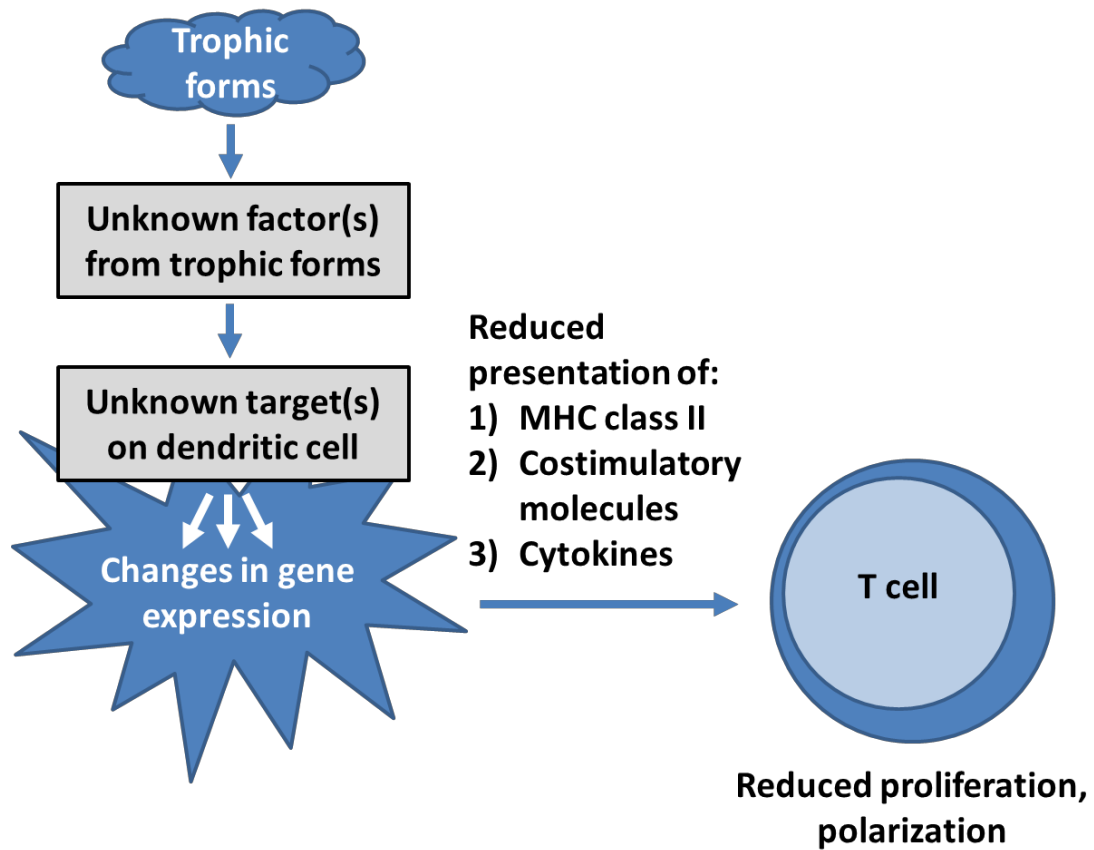 Trophic
forms
Unknown factor(s)
from trophic forms
Unknown target(s)
on dendritic cell
Changes in gene
expression
Reduced
presentation of:
1) MHC class II
2) Costimulatory
molecules
3) Cytokines
T cell
Reduced proliferation,
polarization